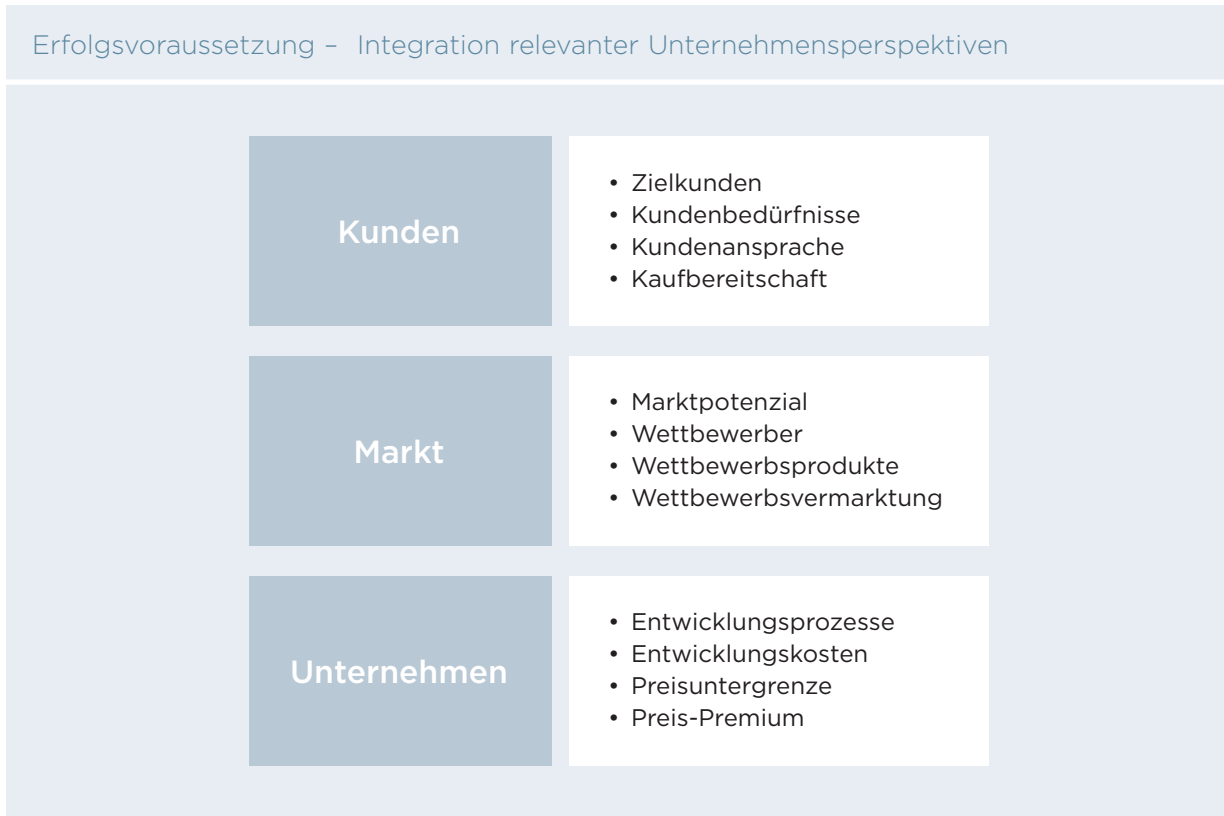 Erfolgsvoraussetzung – Integration relevanter Unternehmensperspektiven
Kunden
• Zielkunden
• Kundenbedürfnisse
• Kundenansprache
• Kaufbereitschaft
Markt
• Marktpotenzial
• Wettbewerber
• Wettbewerbsprodukte
• Wettbewerbsvermarktung
Unternehmen
• Entwicklungsprozesse
• Entwicklungskosten
• Preisuntergrenze
• Preis-Premium